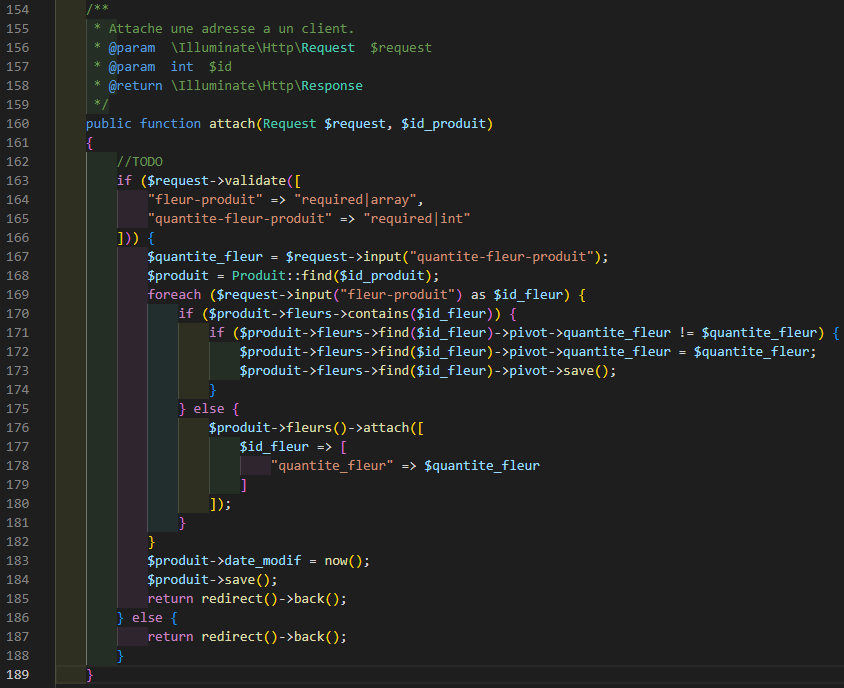 154 /**
155  * Attache une adresse a un client.
156  * @param  \Illuminate\Http\Request  $request
157  * @param  int  $id
158  * @return \Illuminate\Http\Response
159  */
160 public function attach(Request $request, $id_produit)
161 {
162     //TODO
163     if ($request->validate([
164         "fleur-produit" => "required|array",
165         "quantite-fleur-produit" => "required|int"
166     ])) {
167         $quantite_fleur = $request->input("quantite-fleur-produit");
168         $produit = Produit::find($id_produit);
169         foreach ($request->input("fleur-produit") as $id_fleur) {
170             if ($produit->fleurs->contains($id_fleur)) {
171                 if ($produit->fleurs->find($id_fleur)->pivot->quantite_fleur != $quantite_fleur) {
172                     $produit->fleurs->find($id_fleur)->pivot->quantite_fleur = $quantite_fleur;
173                     $produit->fleurs->find($id_fleur)->pivot->save();
174                 }
175             } else {
176                 $produit->fleurs()->attach([
177                     $id_fleur => [
178                         "quantite_fleur" => $quantite_fleur
179                     ]
180                 ]);
181             }
182         }
183         $produit->date_modif = now();
184         $produit->save();
185         return redirect()->back();
186     } else {
187         return redirect()->back();
188     }
189 }